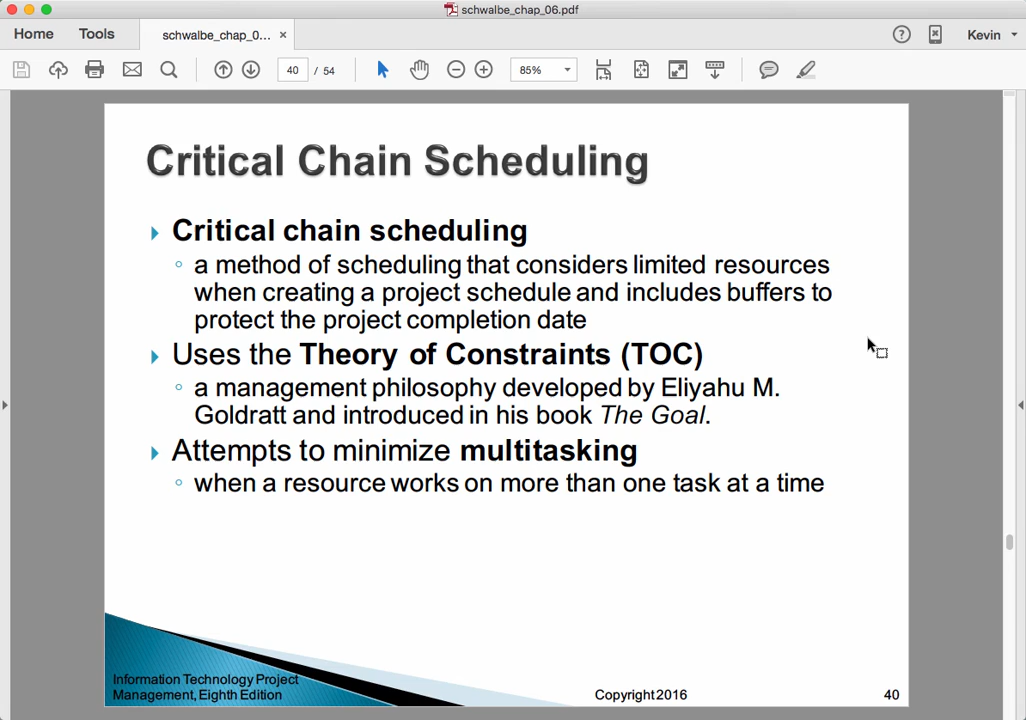 schwalbe_chap_06.pdf
Home Tools schwalbe_chap_0... × Kevin
40 / 54 85%
Critical Chain Scheduling
Critical chain scheduling
a method of scheduling that considers limited resources
when creating a project schedule and includes buffers to
protect the project completion date
Uses the Theory of Constraints (TOC)
a management philosophy developed by Eliyahu M.
Goldratt and introduced in his book The Goal.
Attempts to minimize multitasking
when a resource works on more than one task at a time
Information Technology Project
Management, Eighth Edition
Copyright 2016
40